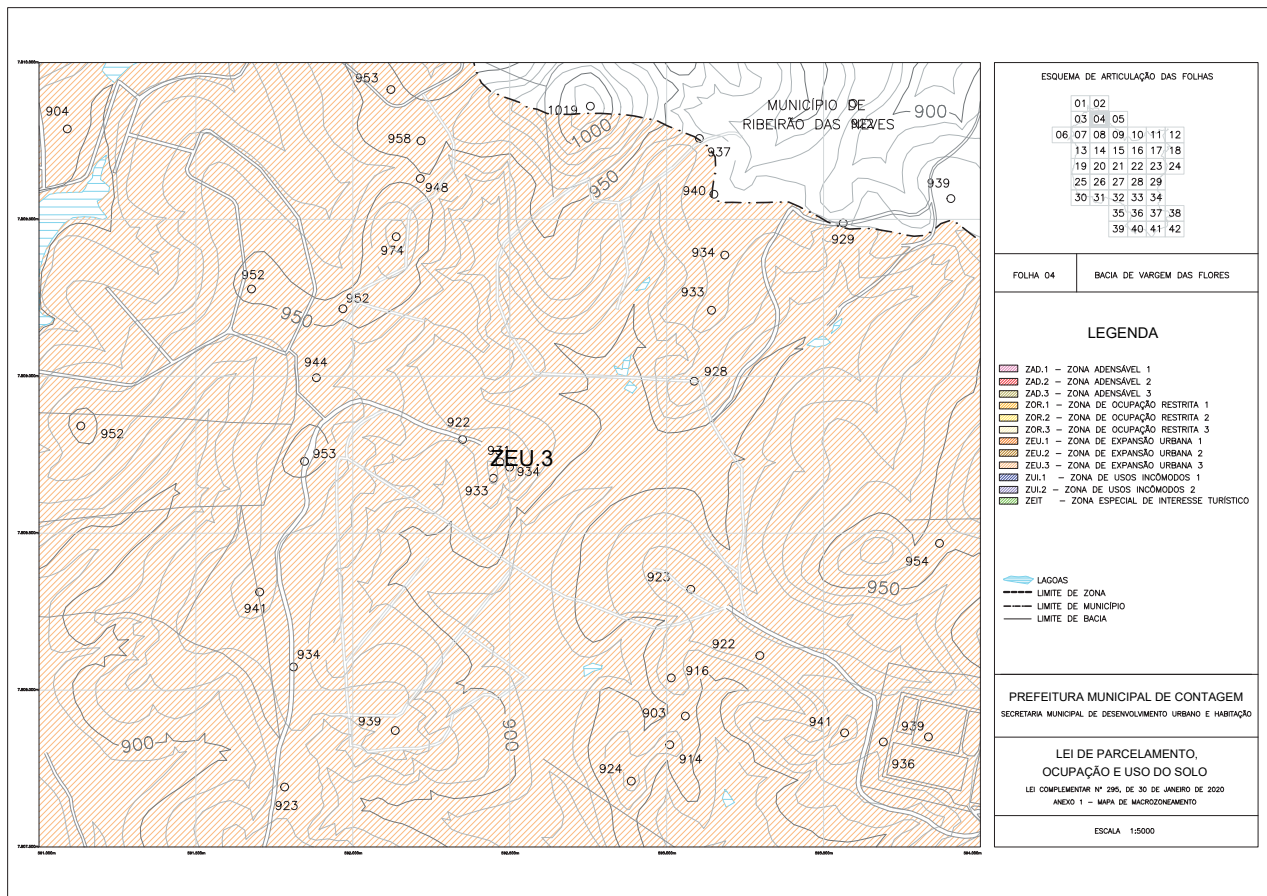 953
904
1019
1000
MUNICÍPIO DE
RIBEIRÃO DAS NEVES
900
958
937
948
950
940
939
974
934
929
952
952
933
950
944
928
952
922
953
ZEU.3
934
933
954
923
950
941
922
934
916
903
939
941
939
900
900
914
936
924
923
ESQUEMA DE ARTICULAÇÃO DAS FOLHAS
01 02
03 04 05
06 07 08 09 10 11 12
13 14 15 16 17 18
19 20 21 22 23 24
25 26 27 28 29
30 31 32 33 34
35 36 37 38
39 40 41 42
FOLHA 04
BACIA DE VARGEM DAS FLORES
LEGENDA
ZAD.1 – ZONA ADENSÁVEL 1
ZAD.2 – ZONA ADENSÁVEL 2
ZAD.3 – ZONA ADENSÁVEL 3
ZOR.1 – ZONA DE OCUPAÇÃO RESTRITA 1
ZOR.2 – ZONA DE OCUPAÇÃO RESTRITA 2
ZOR.3 – ZONA DE OCUPAÇÃO RESTRITA 3
ZEU.1 – ZONA DE EXPANSÃO URBANA 1
ZEU.2 – ZONA DE EXPANSÃO URBANA 2
ZEU.3 – ZONA DE EXPANSÃO URBANA 3
ZUI.1 – ZONA DE USOS INCÔMODOS 1
ZUI.2 – ZONA DE USOS INCÔMODOS 2
ZEIT – ZONA ESPECIAL DE INTERESSE TURÍSTICO
LAGOAS
LIMITE DE ZONA
LIMITE DE MUNICÍPIO
LIMITE DE BACIA
PREFEITURA MUNICIPAL DE CONTAGEM
SECRETARIA MUNICIPAL DE DESENVOLVIMENTO URBANO E HABITAÇÃO
LEI DE PARCELAMENTO,
OCUPAÇÃO E USO DO SOLO
LEI COMPLEMENTAR Nº 295, DE 30 DE JANEIRO DE 2020
ANEXO 1 – MAPA DE MACROZONEAMENTO
ESCALA 1:5000